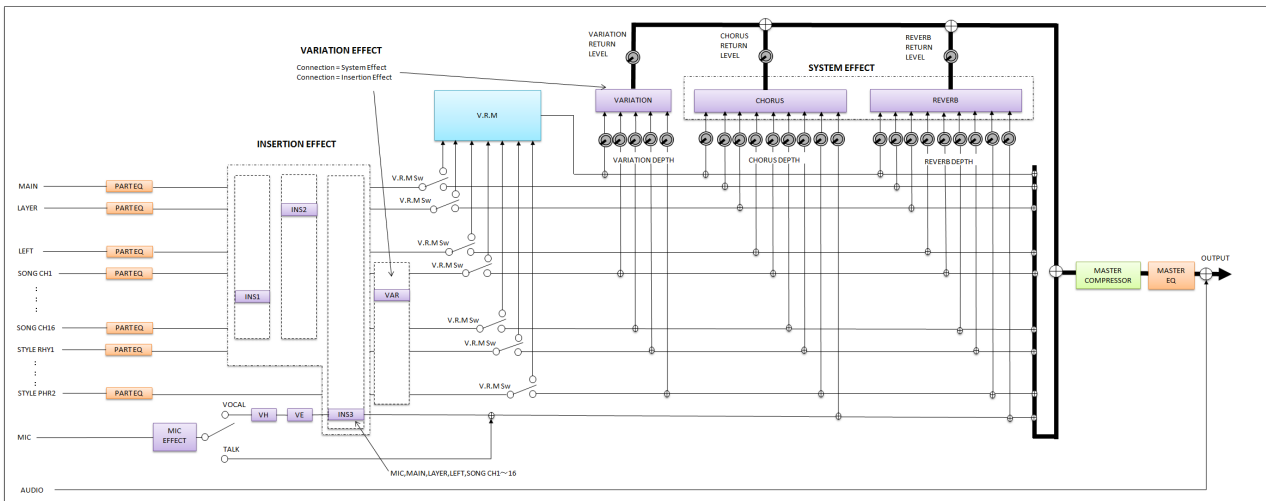 VARIATION
RETURN
LEVEL
CHORUS
RETURN
LEVEL
REVERB
RETURN
LEVEL
VARIATION EFFECT
Connection = System Effect
Connection = Insertion Effect
SYSTEM EFFECT
VARIATION
CHORUS
REVERB
V.R.M
INSERTION EFFECT
VARIATION DEPTH
CHORUS DEPTH
REVERB DEPTH
MAIN
PART EQ
V.R.M Sw
LAYER
PART EQ
INS2
V.R.M Sw
LEFT
PART EQ
V.R.M Sw
SONG CH1
PART EQ
V.R.M Sw
INS1
VAR
SONG CH16
PART EQ
V.R.M Sw
STYLE RHY1
PART EQ
V.R.M Sw
STYLE PHR2
PART EQ
V.R.M Sw
MASTER
COMPRESSOR
MASTER
EQ
OUTPUT
VOCAL
VH
VE
INS3
MIC
MIC
EFFECT
TALK
MIC,MAIN,LAYER,LEFT,SONG CH1～16
AUDIO